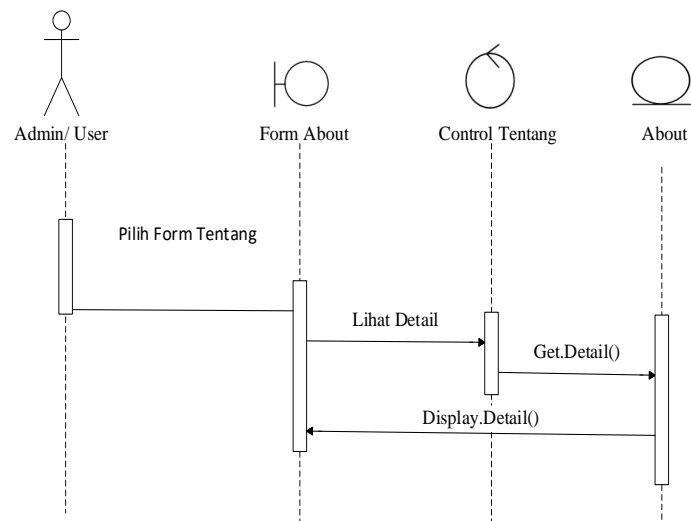 Admin/ User
Form About
Control Tentang
About
Pilih Form Tentang
Lihat Detail
Get.Detail()
Display.Detail()